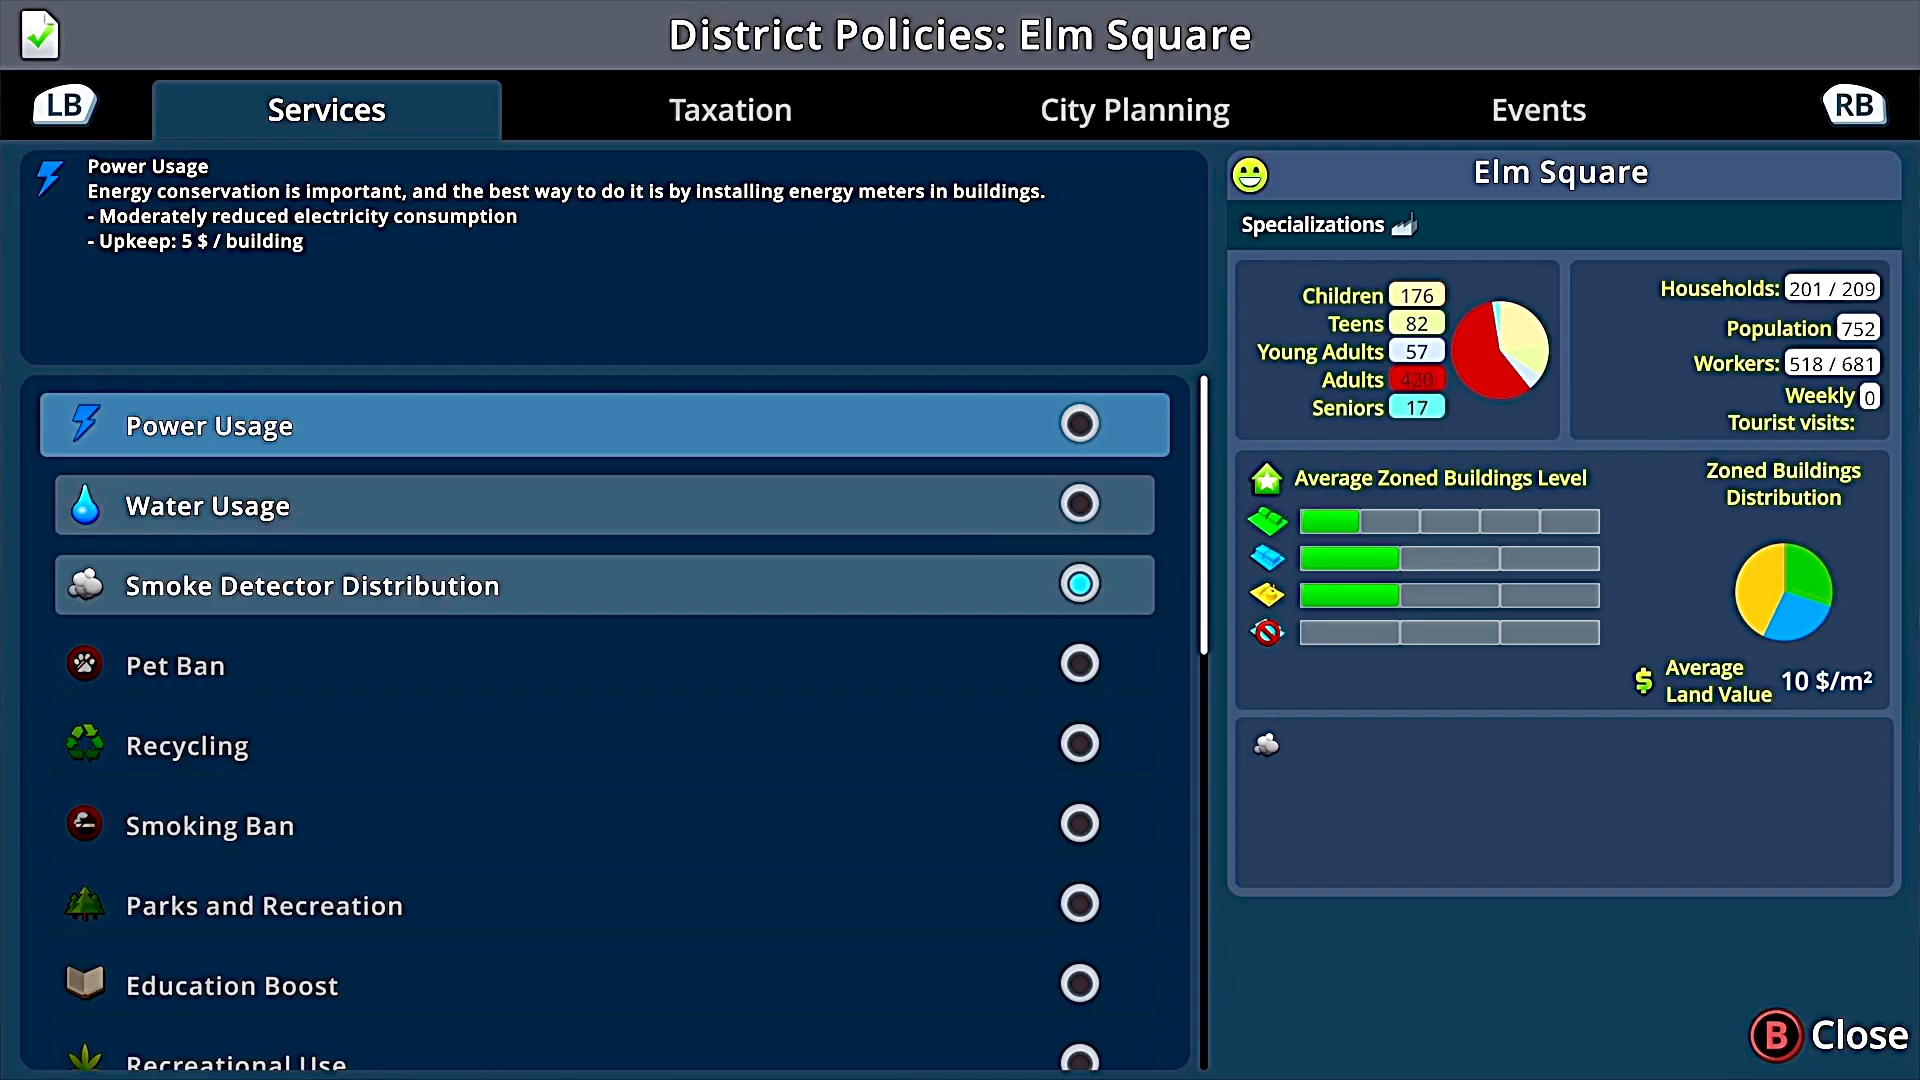 District Policies: Elm Square
LB
Services
Taxation
City Planning
Events
RB
Power Usage
Energy conservation is important, and the best way to do it is by installing energy meters in buildings.
- Moderately reduced electricity consumption
- Upkeep: 5 $ / building
Power Usage
Water Usage
Smoke Detector Distribution
Pet Ban
Recycling
Smoking Ban
Parks and Recreation
Education Boost
Recreational Use
Elm Square
Specializations
Children 176
Teens 82
Young Adults 57
Adults 420
Seniors 17
Households: 201 / 209
Population 752
Workers: 518 / 681
Weekly 0
Tourist visits:
Average Zoned Buildings Level
Zoned Buildings
Distribution
$ Average
Land Value 10 $/m²
B Close